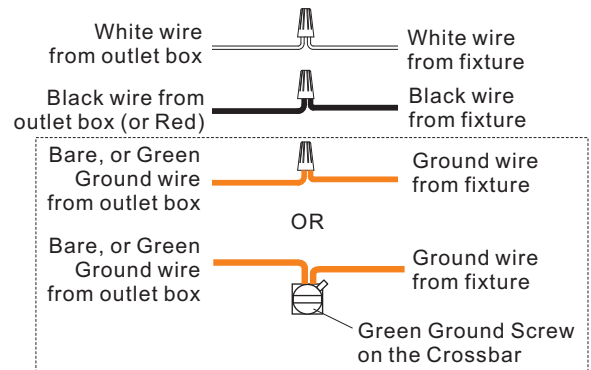 White wire
from outlet box
White wire
from fixture
Black wire from
outlet box (or Red)
Black wire
from fixture
Bare, or Green
Ground wire
from outlet box
Ground wire
from fixture
OR
Bare, or Green
Ground wire
from outlet box
Ground wire
from fixture
Green Ground Screw
on the Crossbar